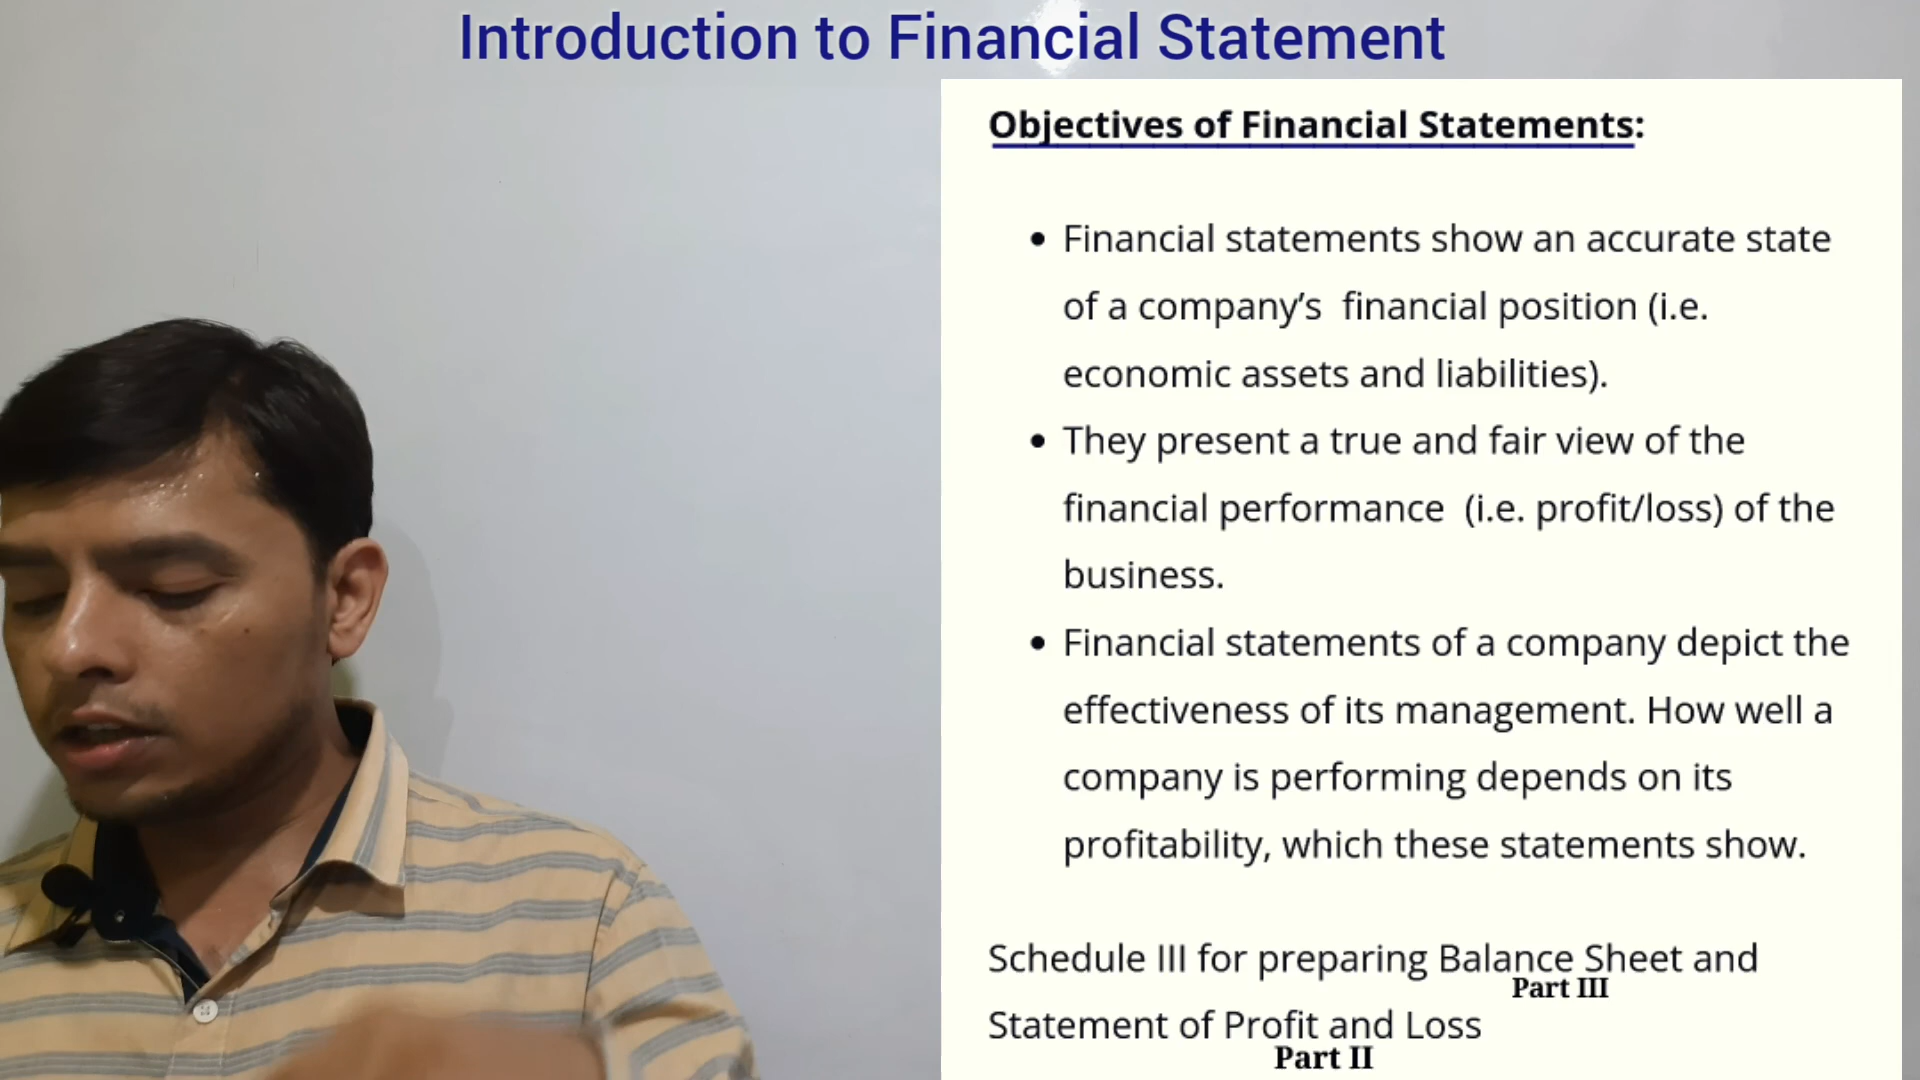 Introduction to Financial Statement
Objectives of Financial Statements:
• Financial statements show an accurate state
of a company’s  financial position (i.e.
economic assets and liabilities).
• They present a true and fair view of the
financial performance  (i.e. profit/loss) of the
business.
• Financial statements of a company depict the
effectiveness of its management. How well a
company is performing depends on its
profitability, which these statements show.
Schedule III for preparing Balance Sheet and
Part III
Statement of Profit and Loss
Part II